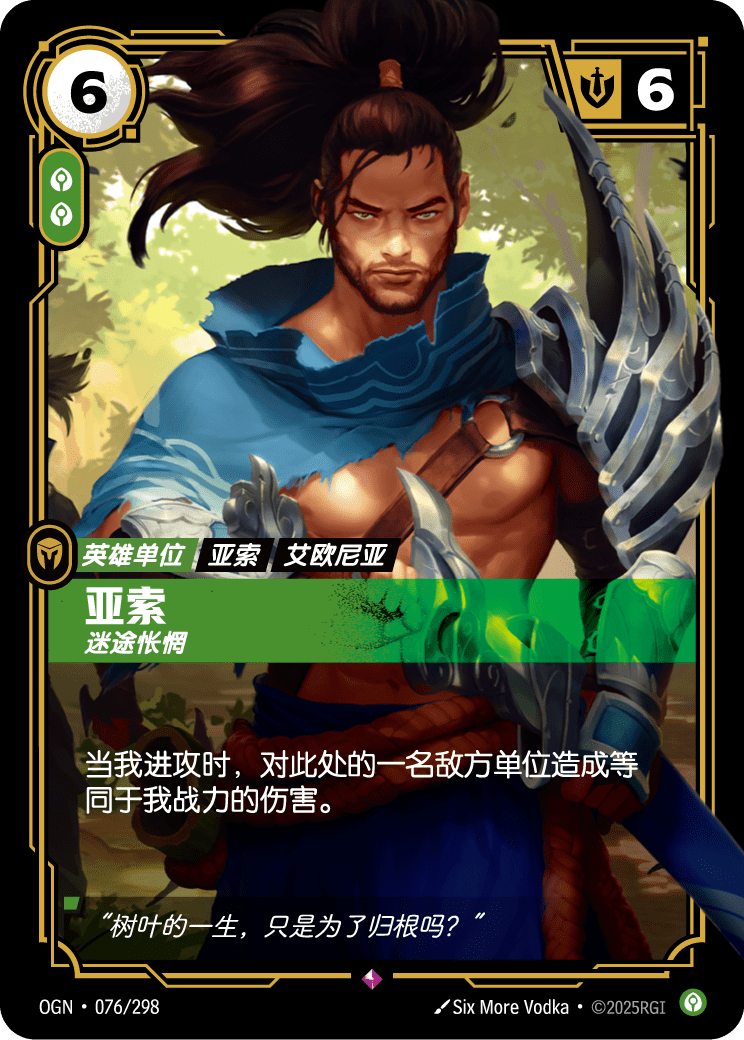 6
6
英雄单位 亚索 艾欧尼亚
亚索
迷途怅惘
当我进攻时，对此处的一名敌方单位造成等
同于我战力的伤害。
“树叶的一生，只是为了归根吗？”
OGN • 076/298 Six More Vodka • ©2025RGI